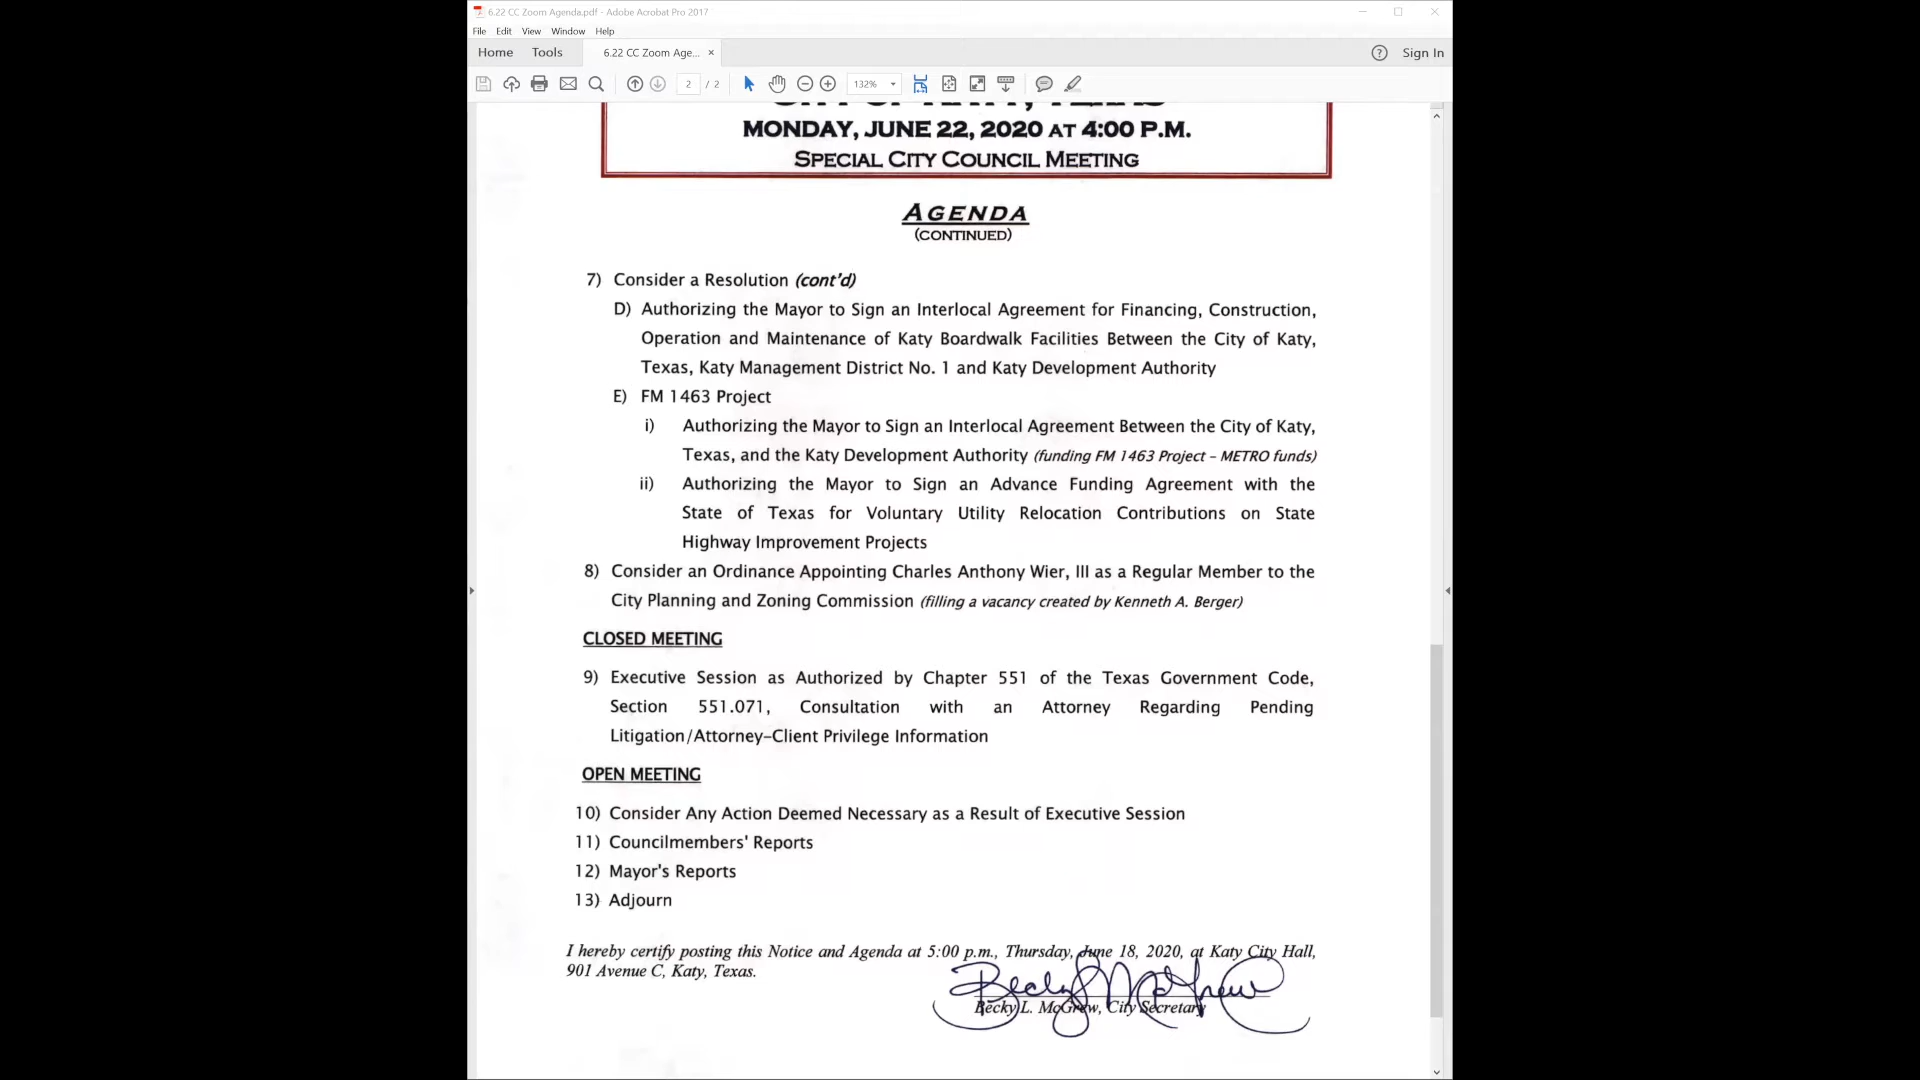 6.22 CC Zoom Agenda.pdf - Adobe Acrobat Pro 2017
File Edit View Window Help
Home Tools 6.22 CC Zoom Age... × ? Sign In
2 / 2 132%
MONDAY, JUNE 22, 2020 AT 4:00 P.M.
SPECIAL CITY COUNCIL MEETING
AGENDA
(CONTINUED)
7) Consider a Resolution (cont'd)
D) Authorizing the Mayor to Sign an Interlocal Agreement for Financing, Construction,
Operation and Maintenance of Katy Boardwalk Facilities Between the City of Katy,
Texas, Katy Management District No. 1 and Katy Development Authority
E) FM 1463 Project
i) Authorizing the Mayor to Sign an Interlocal Agreement Between the City of Katy,
Texas, and the Katy Development Authority (funding FM 1463 Project – METRO funds)
ii) Authorizing the Mayor to Sign an Advance Funding Agreement with the
State of Texas for Voluntary Utility Relocation Contributions on State
Highway Improvement Projects
8) Consider an Ordinance Appointing Charles Anthony Wier, III as a Regular Member to the
City Planning and Zoning Commission (filling a vacancy created by Kenneth A. Berger)
CLOSED MEETING
9) Executive Session as Authorized by Chapter 551 of the Texas Government Code,
Section 551.071, Consultation with an Attorney Regarding Pending
Litigation/Attorney–Client Privilege Information
OPEN MEETING
10) Consider Any Action Deemed Necessary as a Result of Executive Session
11) Councilmembers' Reports
12) Mayor's Reports
13) Adjourn
I hereby certify posting this Notice and Agenda at 5:00 p.m., Thursday, June 18, 2020, at Katy City Hall,
901 Avenue C, Katy, Texas.
Becky L. McGrew
Becky L. McGrew, City Secretary